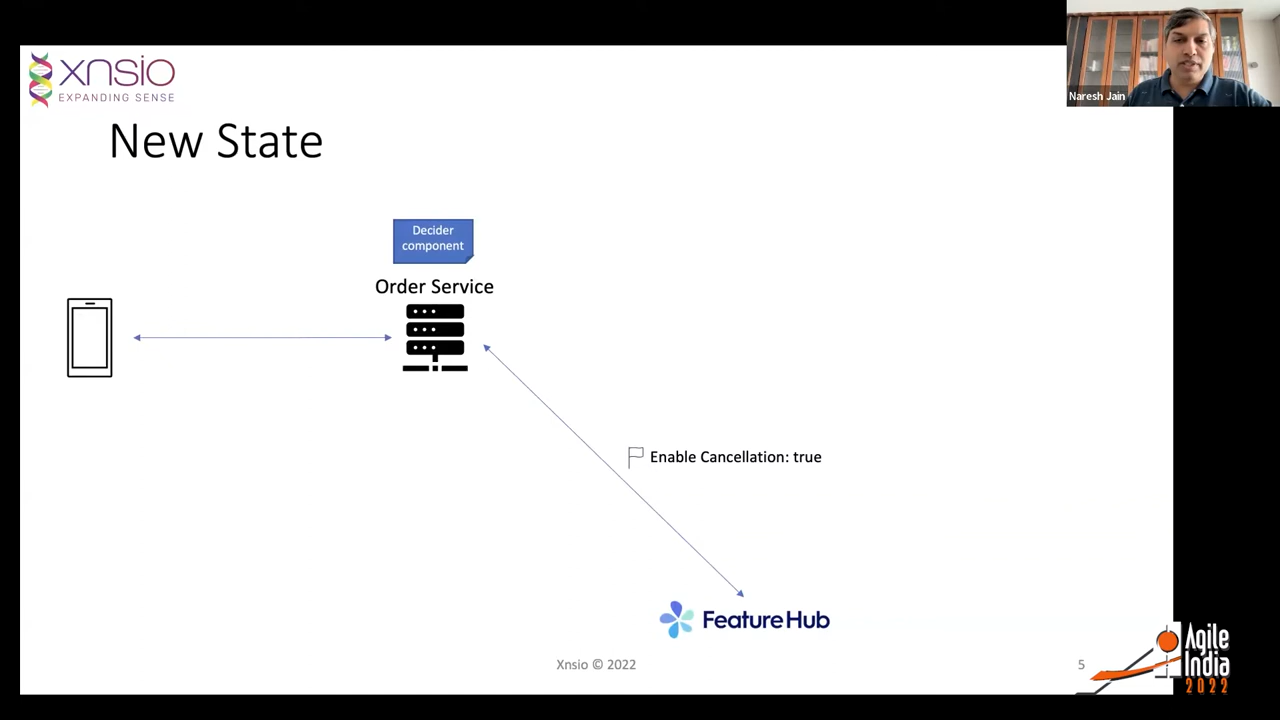 xnsio
EXPANDING SENSE
Naresh Jain
New State
Decider
component
Order Service
Enable Cancellation: true
FeatureHub
Xnsio © 2022
5
Agile
India
2022